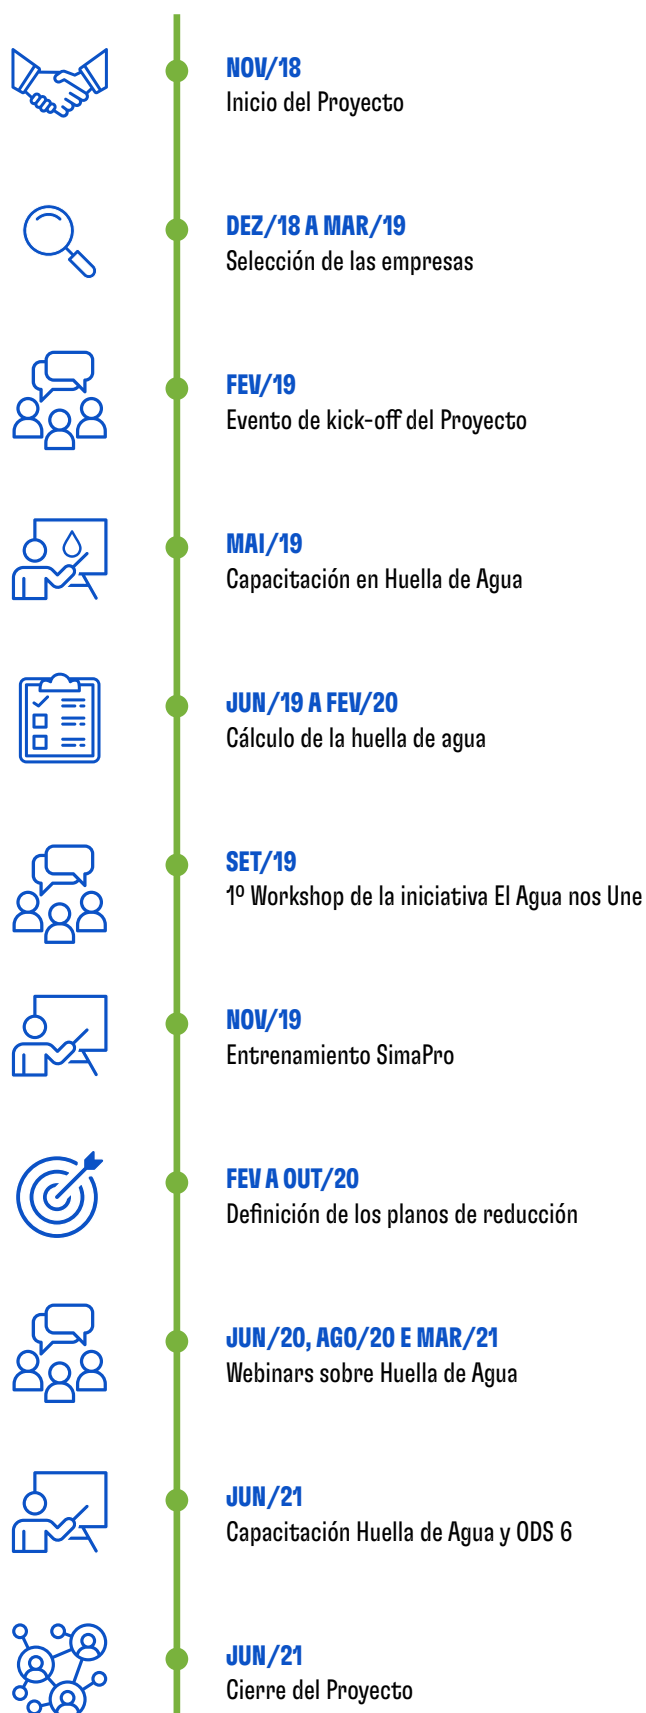 NOV/18
Inicio del Proyecto
DEZ/18 A MAR/19
Selección de las empresas
FEV/19
Evento de kick-off del Proyecto
MAI/19
Capacitación en Huella de Agua
JUN/19 A FEV/20
Cálculo de la huella de agua
SET/19
1º Workshop de la iniciativa El Agua nos Une
NOV/19
Entrenamiento SimaPro
FEV A OUT/20
Definición de los planos de reducción
JUN/20, AGO/20 E MAR/21
Webinars sobre Huella de Agua
JUN/21
Capacitación Huella de Agua y ODS 6
JUN/21
Cierre del Proyecto